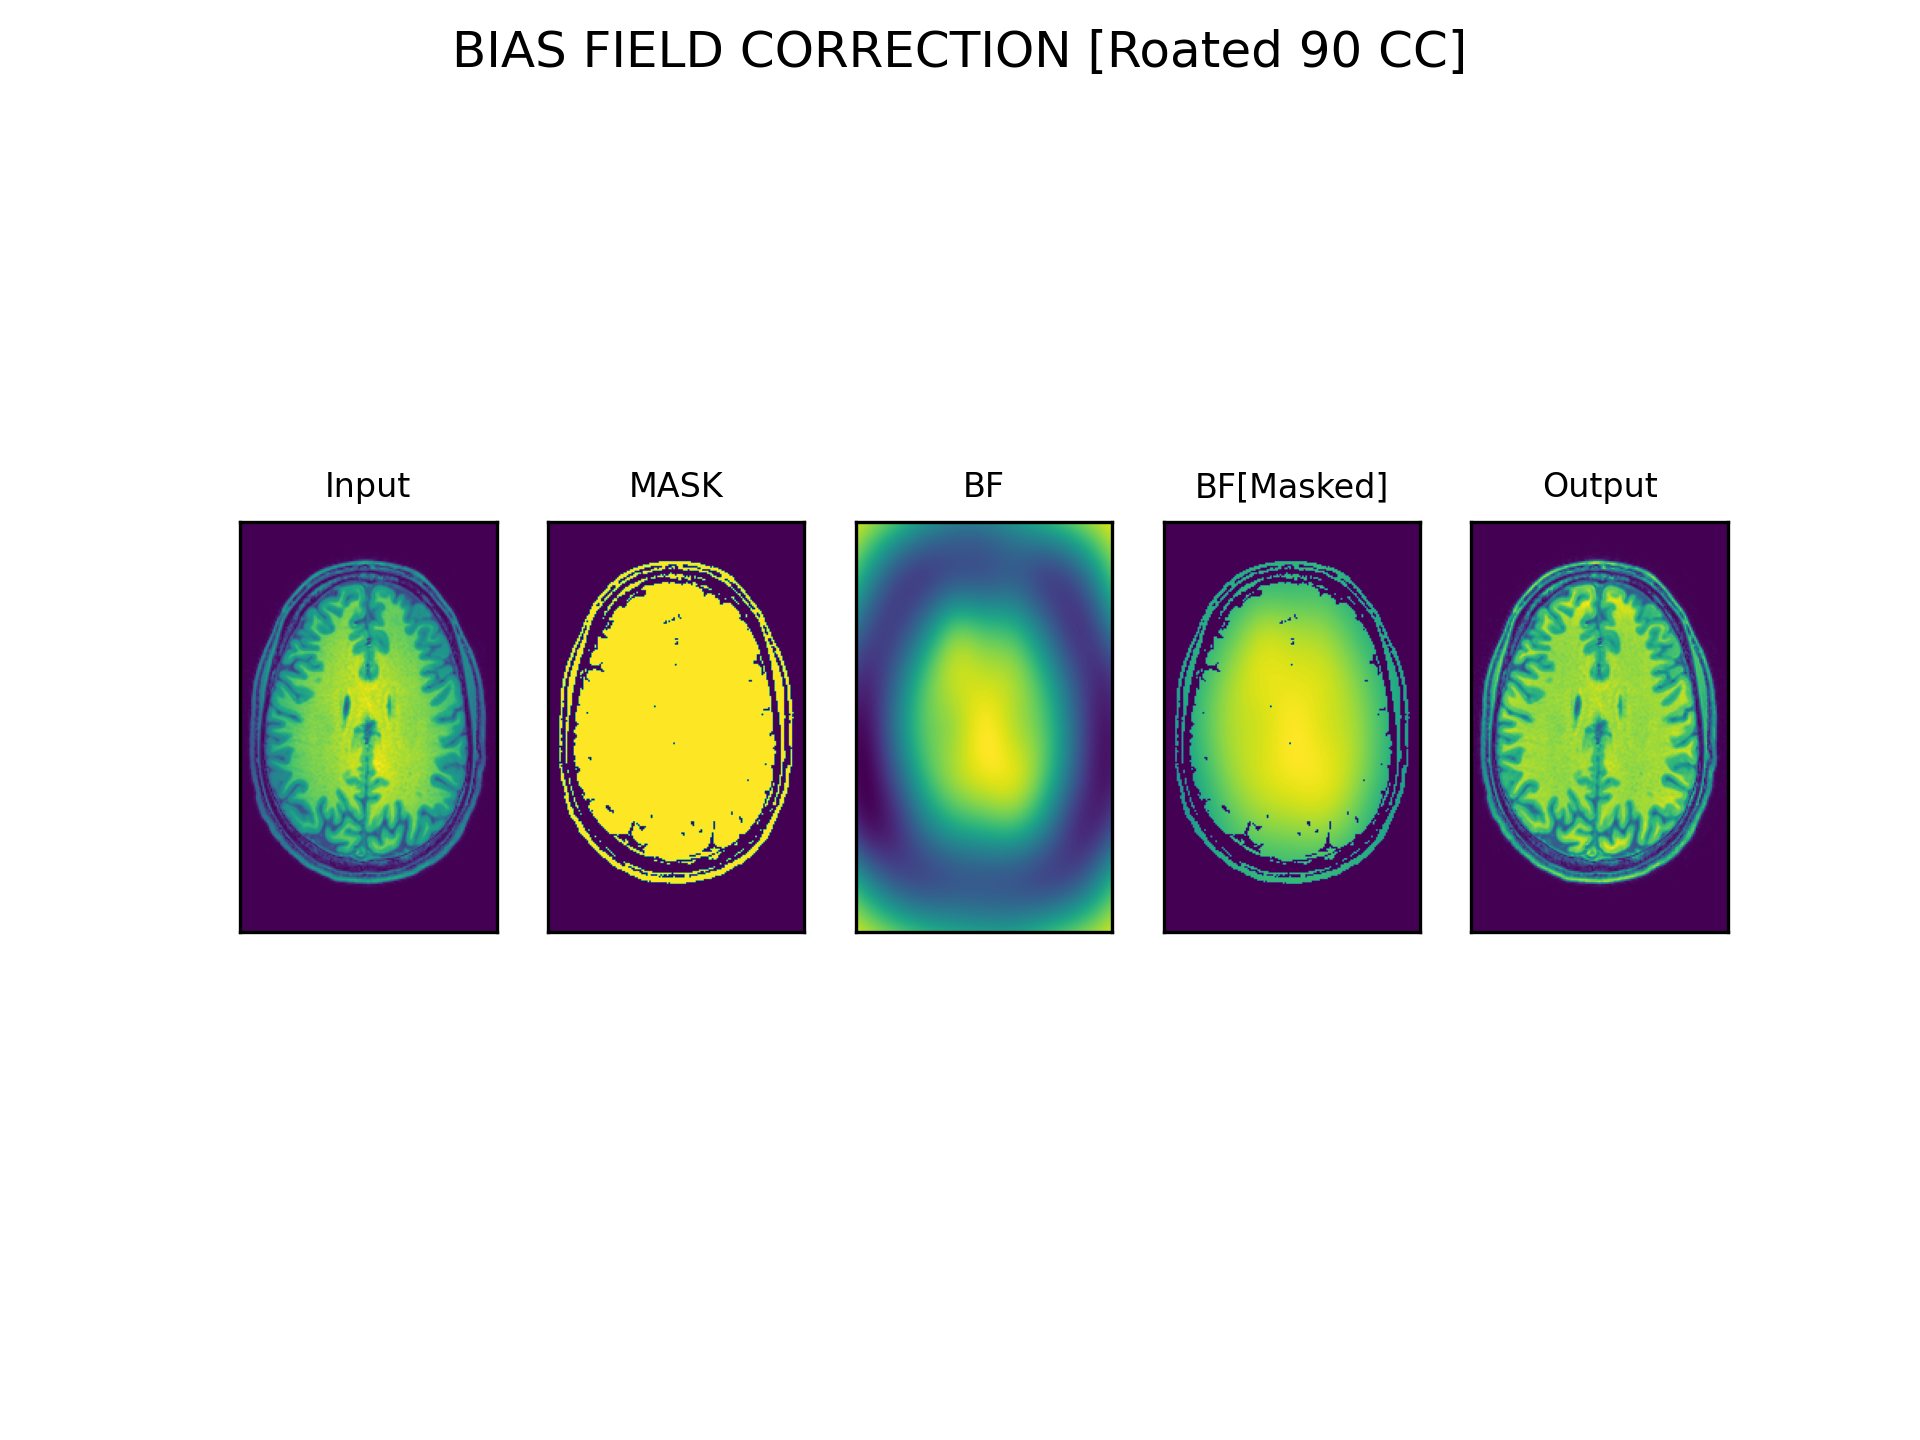 BIAS FIELD CORRECTION [Roated 90 CC]
Input
MASK
BF
BF[Masked]
Output